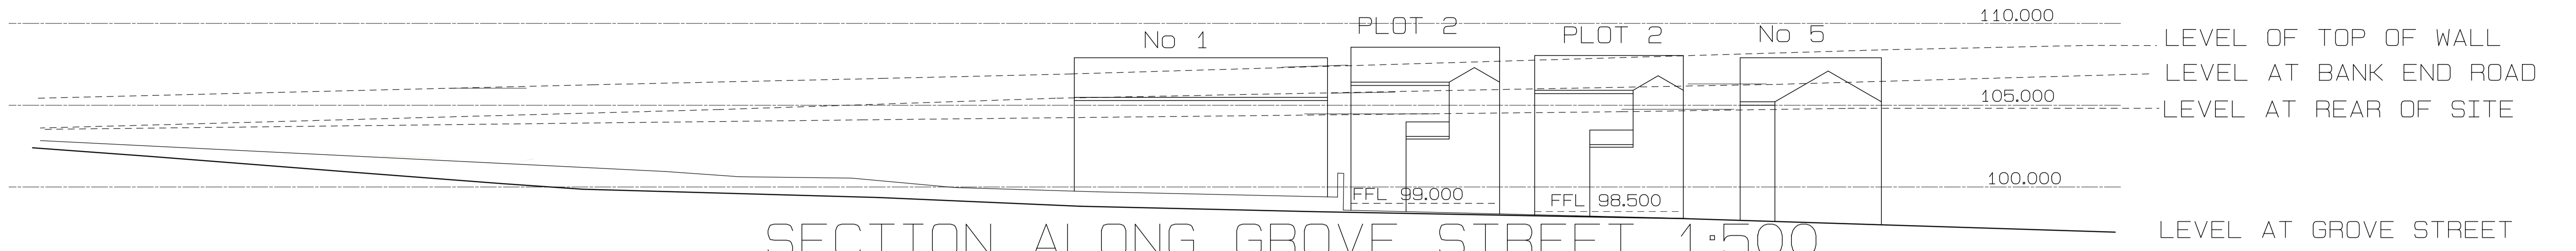 110.000
PLOT 2
PLOT 2
No 5
No 1
LEVEL OF TOP OF WALL
LEVEL AT BANK END ROAD
105.000
LEVEL AT REAR OF SITE
100.000
FFL 99.000
FFL 98.500
LEVEL AT GROVE STREET
SECTION ALONG GROVE STREET 1:500